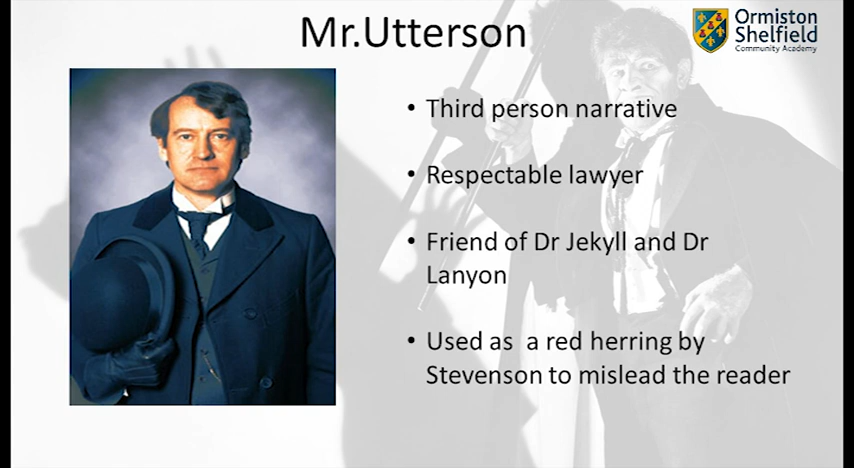 Mr.Utterson
Ormiston
Shelfield
Community Academy
• Third person narrative
• Respectable lawyer
• Friend of Dr Jekyll and Dr
Lanyon
• Used as  a red herring by
Stevenson to mislead the reader